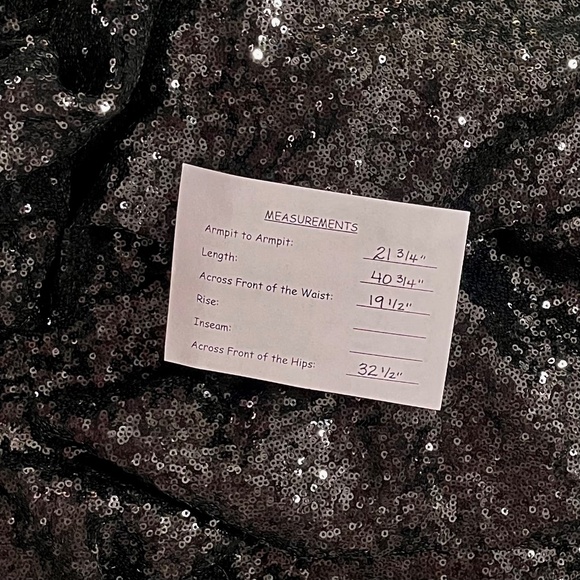 MEASUREMENTS
Armpit to Armpit: 21 3/4"
Length: 40 3/4"
Across Front of the Waist: 19 1/2"
Rise:
Inseam:
Across Front of the Hips: 32 1/2"